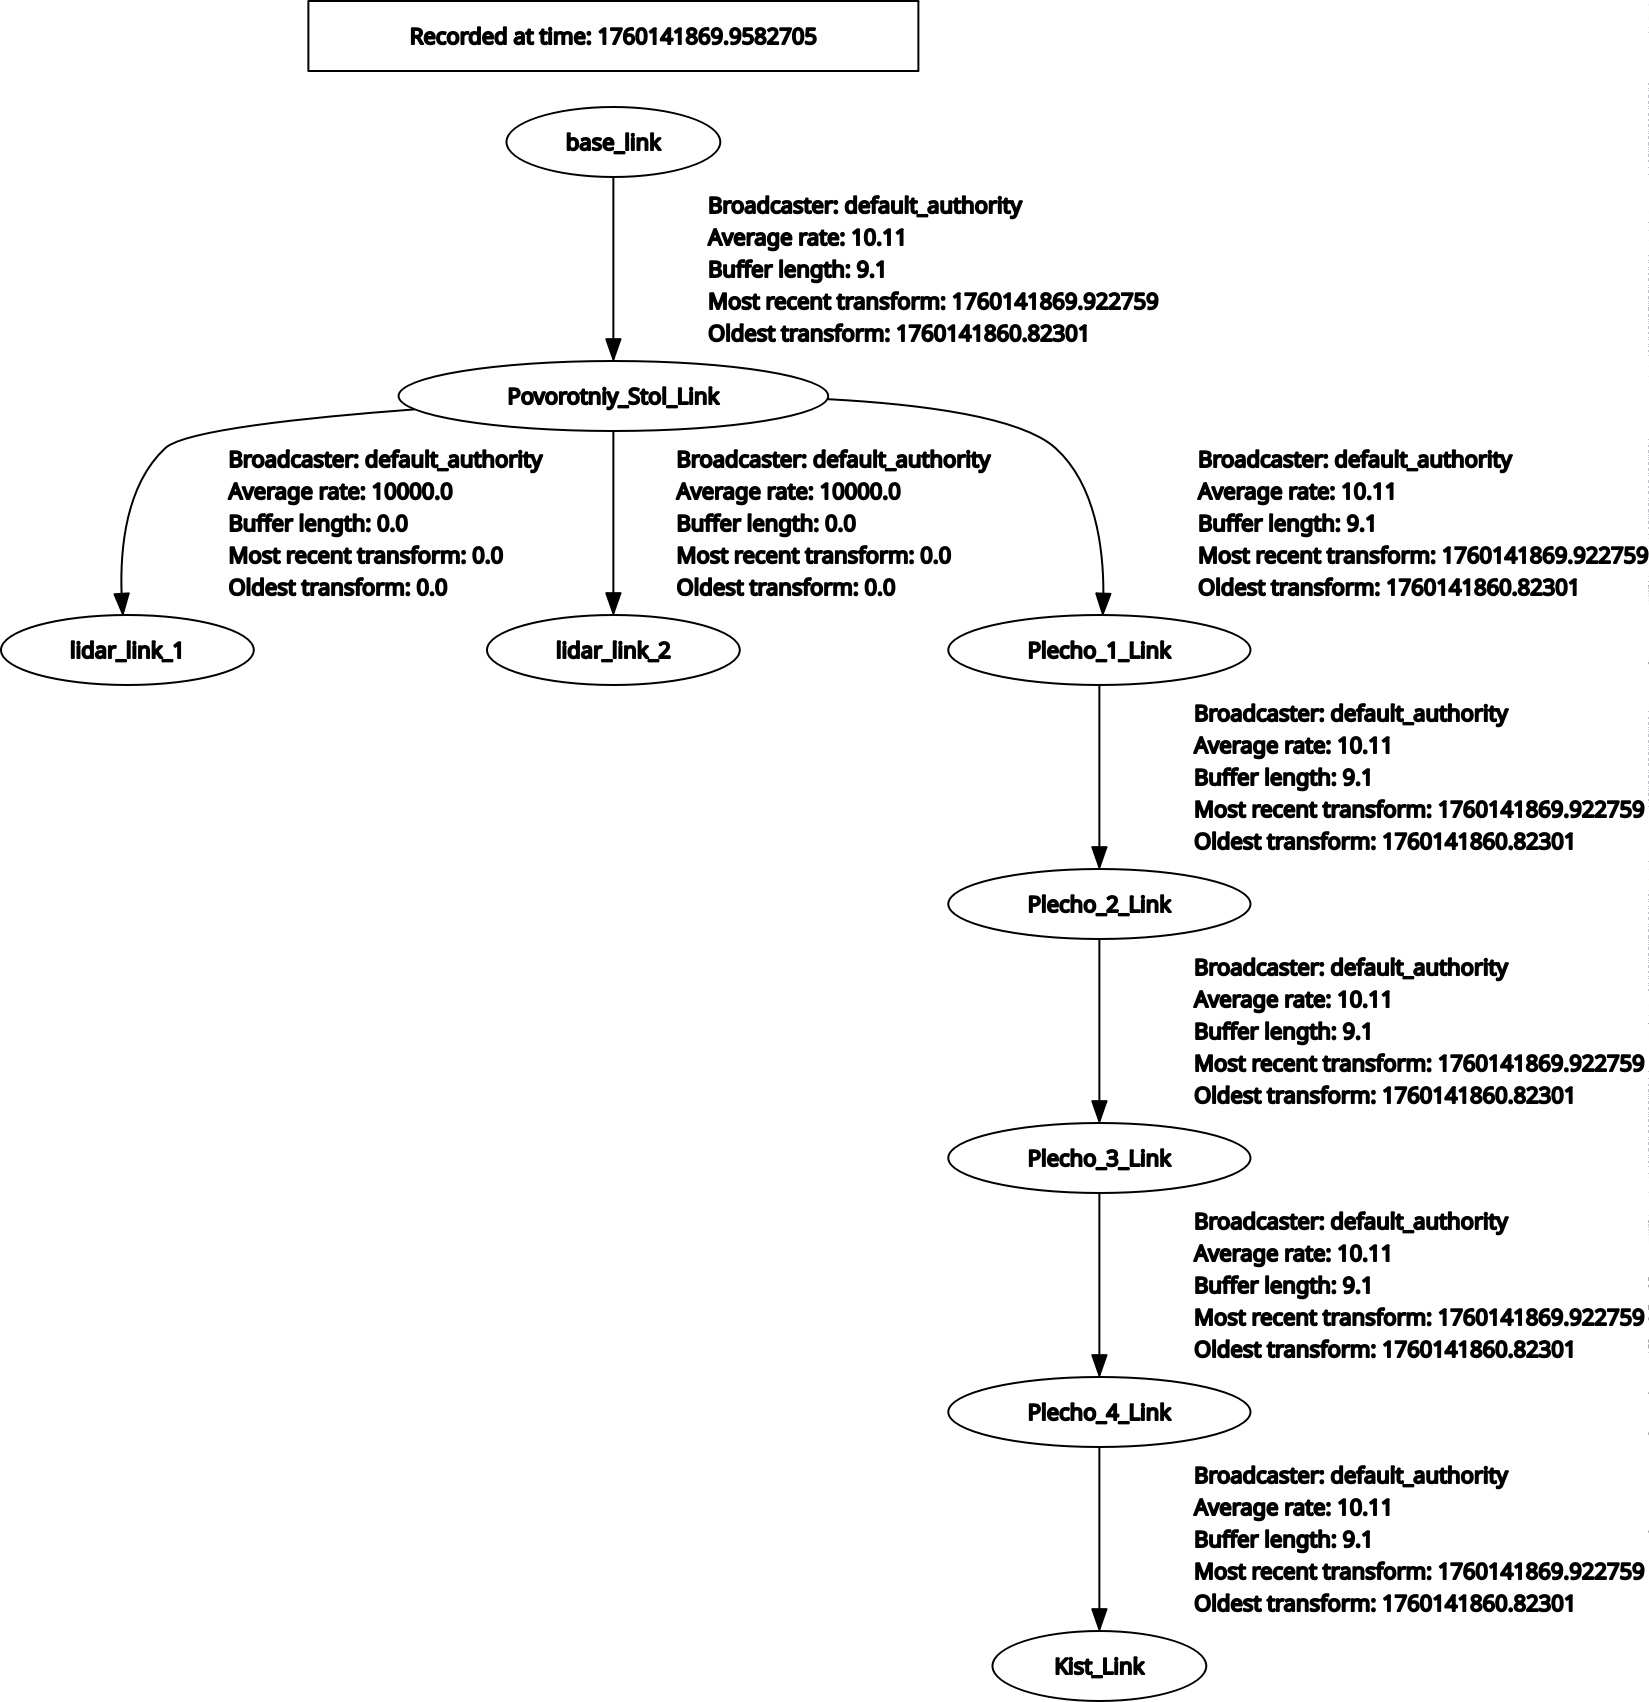 Recorded at time: 1760141869.9582705
base_link
Broadcaster: default_authority
Average rate: 10.11
Buffer length: 9.1
Most recent transform: 1760141869.922759
Oldest transform: 1760141860.82301
Povorotniy_Stol_Link
Broadcaster: default_authority
Average rate: 10000.0
Buffer length: 0.0
Most recent transform: 0.0
Oldest transform: 0.0
Broadcaster: default_authority
Average rate: 10000.0
Buffer length: 0.0
Most recent transform: 0.0
Oldest transform: 0.0
Broadcaster: default_authority
Average rate: 10.11
Buffer length: 9.1
Most recent transform: 1760141869.922759
Oldest transform: 1760141860.82301
lidar_link_1
lidar_link_2
Plecho_1_Link
Broadcaster: default_authority
Average rate: 10.11
Buffer length: 9.1
Most recent transform: 1760141869.922759
Oldest transform: 1760141860.82301
Plecho_2_Link
Broadcaster: default_authority
Average rate: 10.11
Buffer length: 9.1
Most recent transform: 1760141869.922759
Oldest transform: 1760141860.82301
Plecho_3_Link
Broadcaster: default_authority
Average rate: 10.11
Buffer length: 9.1
Most recent transform: 1760141869.922759
Oldest transform: 1760141860.82301
Plecho_4_Link
Broadcaster: default_authority
Average rate: 10.11
Buffer length: 9.1
Most recent transform: 1760141869.922759
Oldest transform: 1760141860.82301
Kist_Link